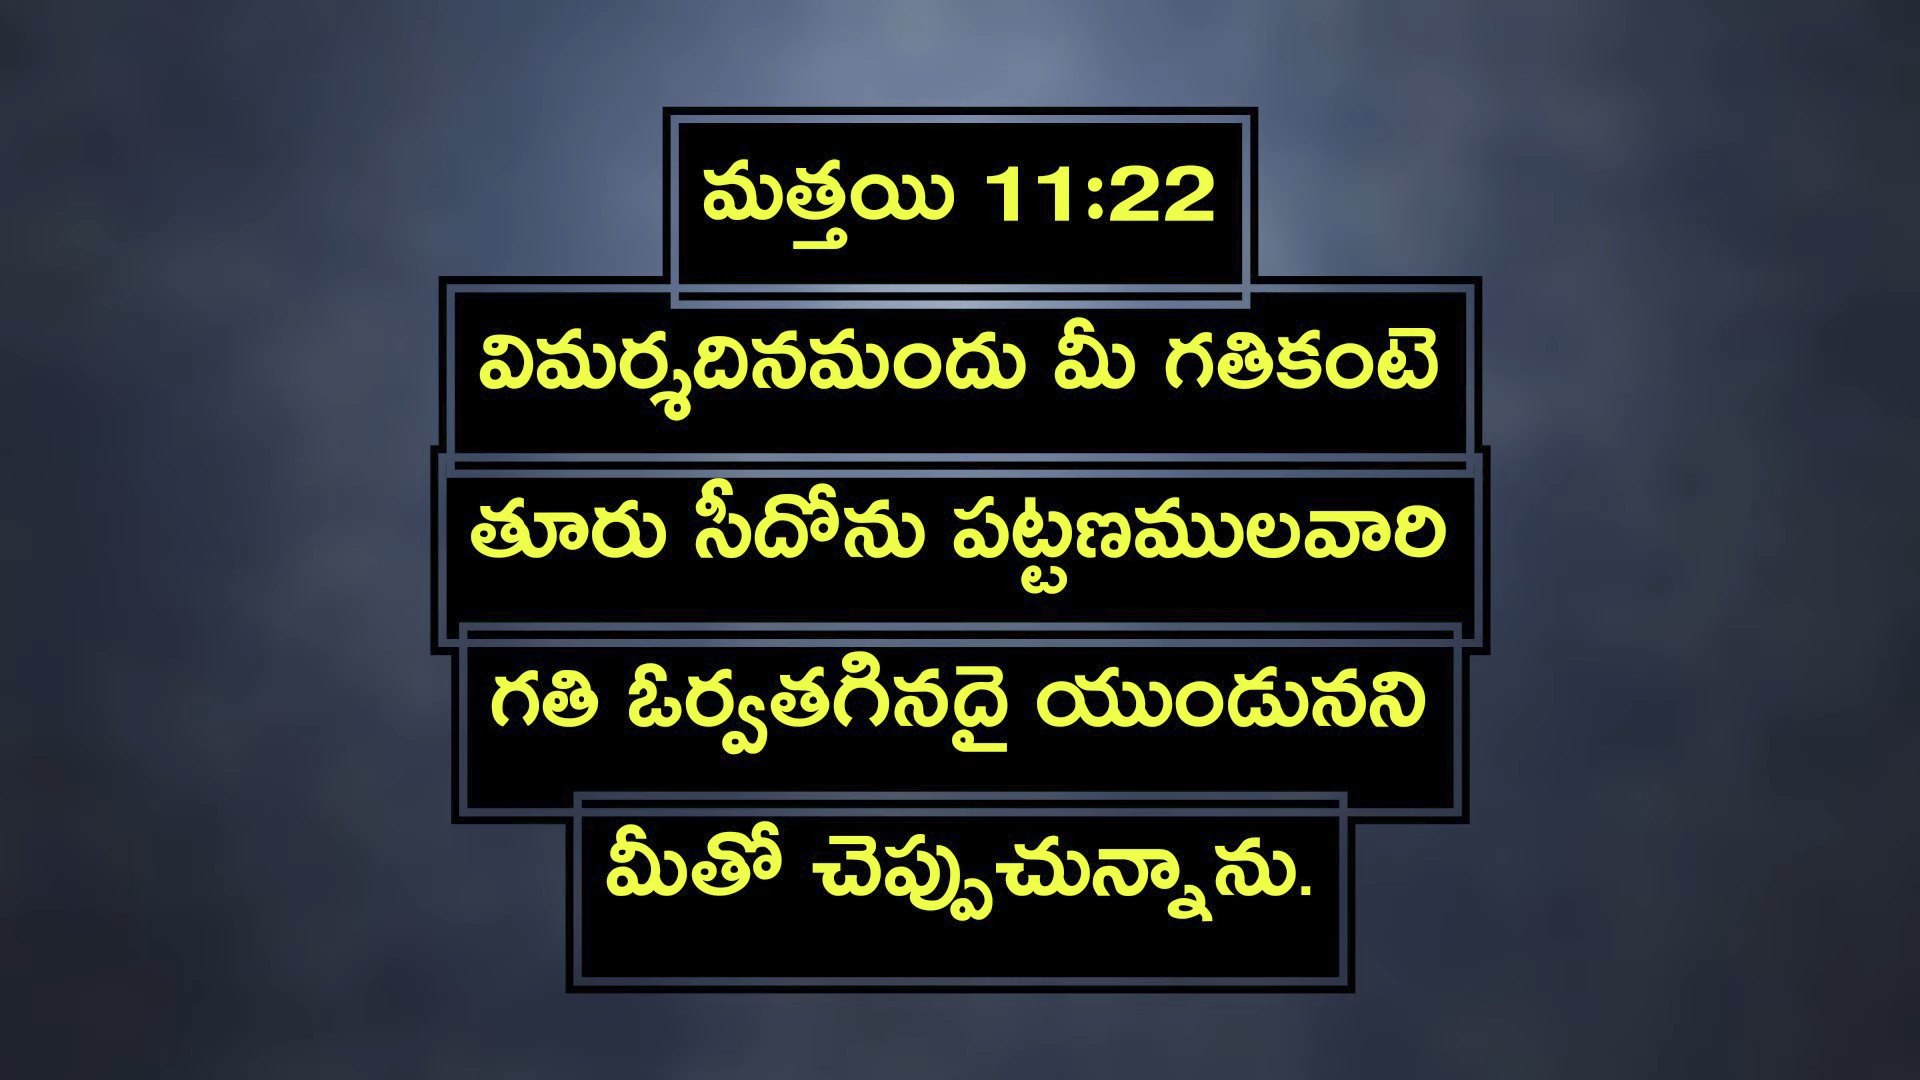 మత్తయి 11:22
విమర్శదినమందు మీ గతికంటె
తూరు సీదోను పట్టణములవారి
గతి ఓర్వతగినదై యుండునని
మీతో చెప్పుచున్నాను.